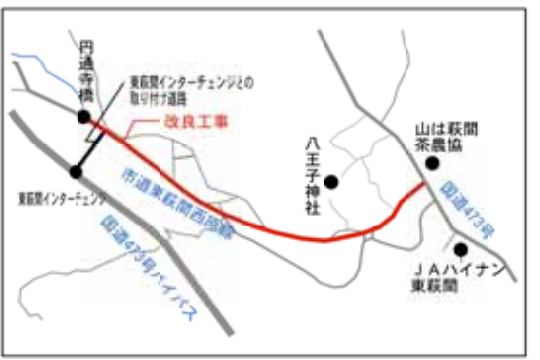 円通寺橋
東萩間インターチェンジとの
取り付け道路
改良工事
山は萩間
茶農協
八王子神社
東萩間インターチェンジ
市道東萩間西原線
国道473号
国道473号バイパス
JAハイナン
東萩間